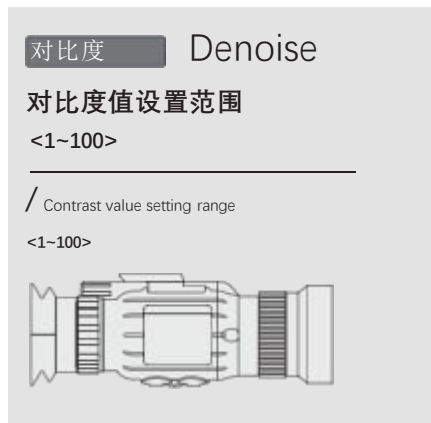 对比度 Denoise
对比度值设置范围
<1~100>
/ Contrast value setting range
<1~100>